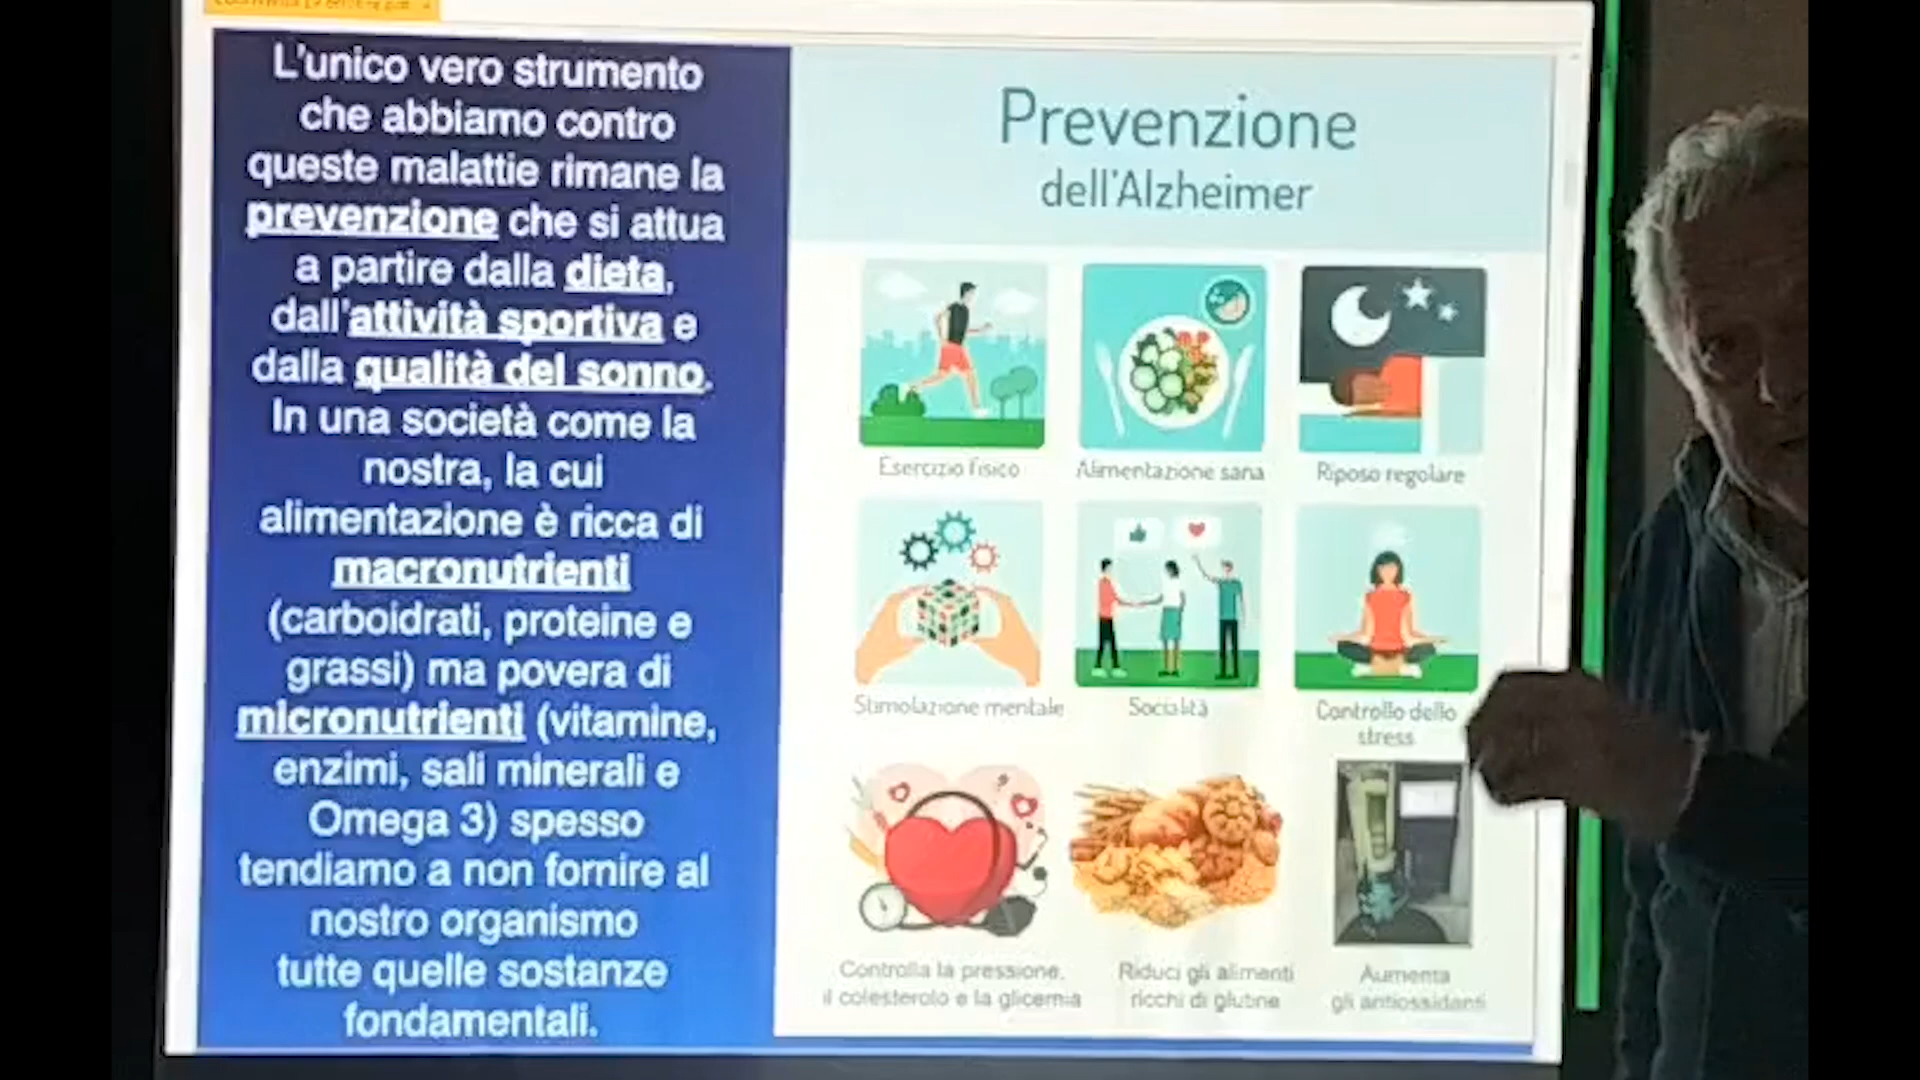 L'unico vero strumento
che abbiamo contro
queste malattie rimane la
prevenzione che si attua
a partire dalla dieta,
dall'attività sportiva e
dalla qualità del sonno.
In una società come la
nostra, la cui
alimentazione è ricca di
macronutrienti
(carboidrati, proteine e
grassi) ma povera di
micronutrienti (vitamine,
enzimi, sali minerali e
Omega 3) spesso
tendiamo a non fornire al
nostro organismo
tutte quelle sostanze
fondamentali.
Prevenzione
dell'Alzheimer
Esercizio fisico
Alimentazione sana
Riposo regolare
Stimolazione mentale
Socialità
Controllo dello
stress
Controlla la pressione,
il colesterolo e la glicemia
Riduci gli alimenti
ricchi di glutine
Aumenta
gli antiossidanti